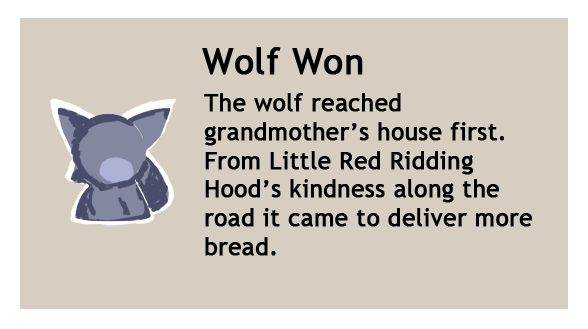 Wolf Won
The wolf reached
grandmother’s house first.
From Little Red Ridding
Hood’s kindness along the
road it came to deliver more
bread.